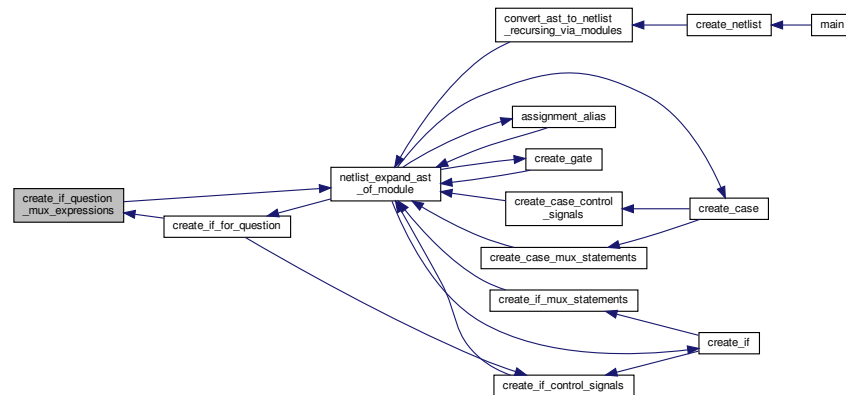 convert_ast_to_netlist
_recursing_via_modules
create_netlist
main
assignment_alias
create_gate
netlist_expand_ast
_of_module
create_if_question
_mux_expressions
create_if_for_question
create_case_control
_signals
create_case
create_case_mux_statements
create_if_mux_statements
create_if
create_if_control_signals